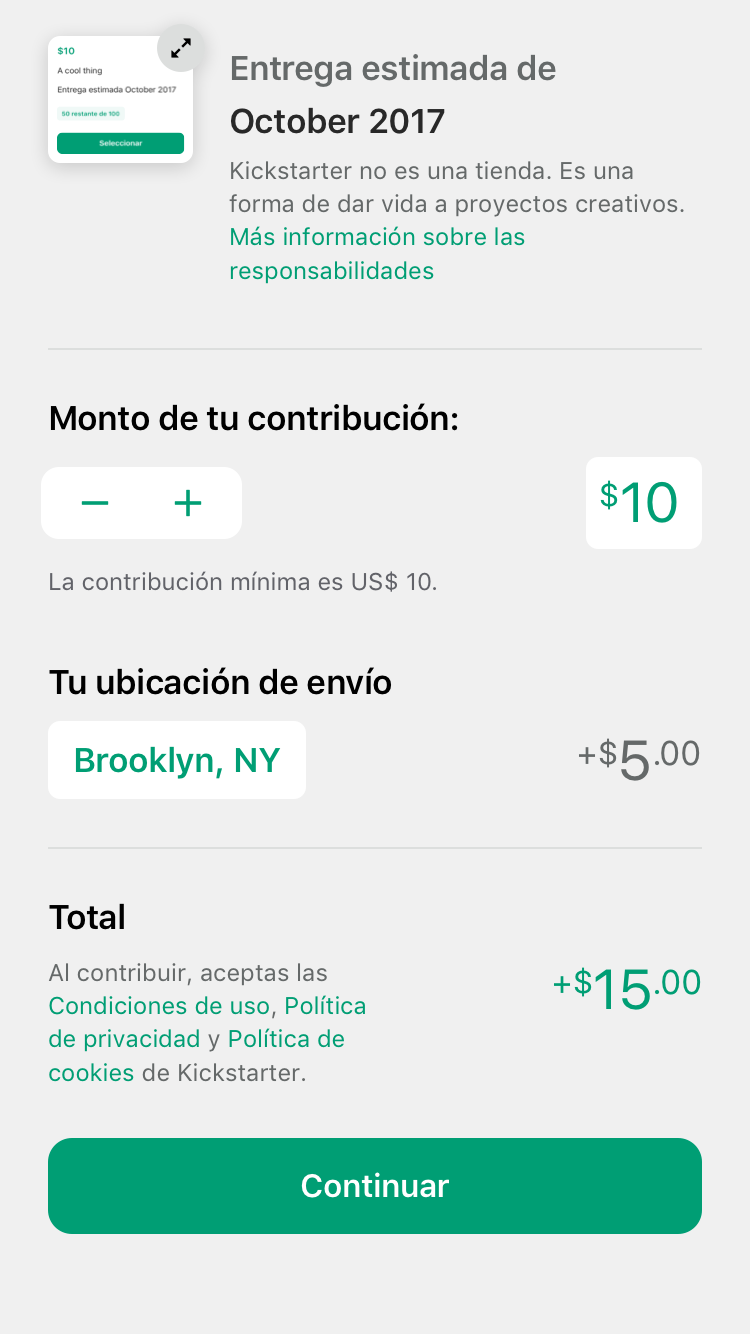 $10
A cool thing
Entrega estimada October 2017
50 restante de 100
Seleccionar
Entrega estimada de
October 2017
Kickstarter no es una tienda. Es una
forma de dar vida a proyectos creativos.
Más información sobre las
responsabilidades
Monto de tu contribución:
$10
La contribución mínima es US$ 10.
Tu ubicación de envío
Brooklyn, NY
+$5.00
Total
Al contribuir, aceptas las
Condiciones de uso, Política
de privacidad y Política de
cookies de Kickstarter.
+$15.00
Continuar